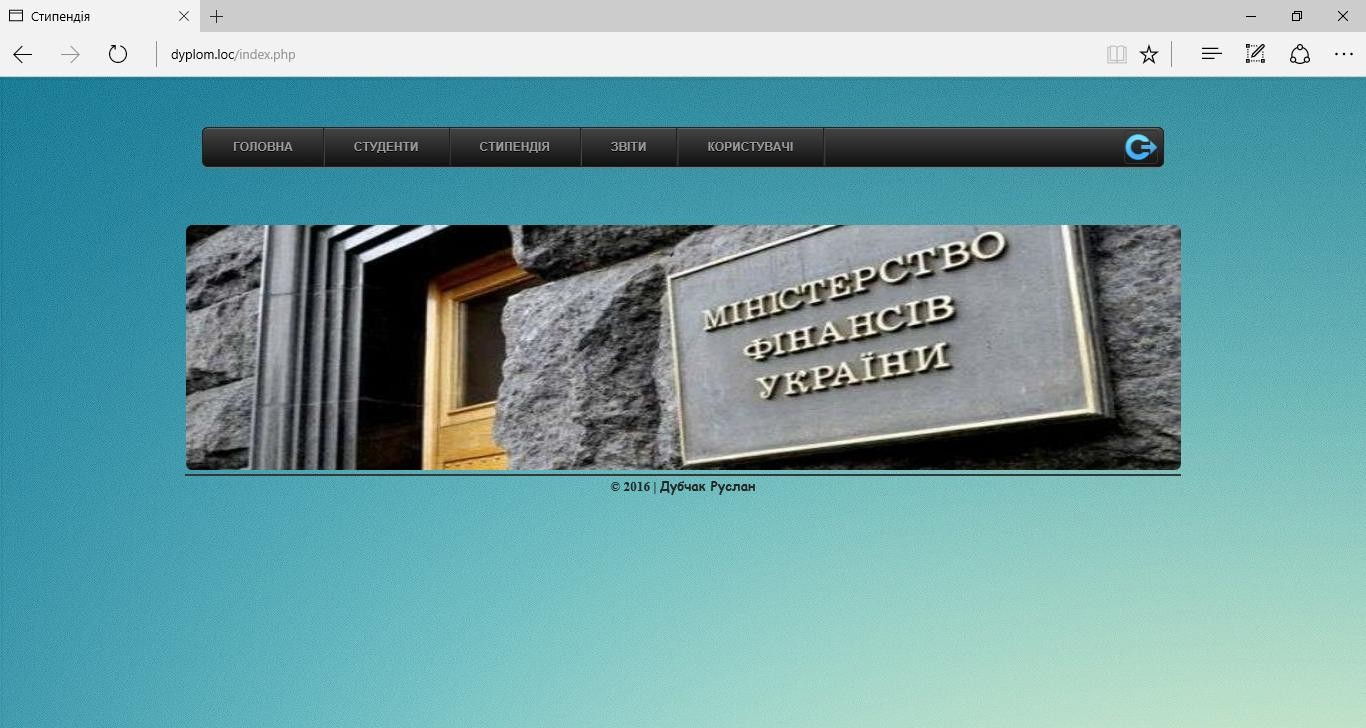 Стипендія
dyplom.loc/index.php
ГОЛОВНА
СТУДЕНТИ
СТИПЕНДІЯ
ЗВІТИ
КОРИСТУВАЧІ
МІНІСТЕРСТВО
ФІНАНСІВ
УКРАЇНИ
© 2016 | Дубчак Руслан